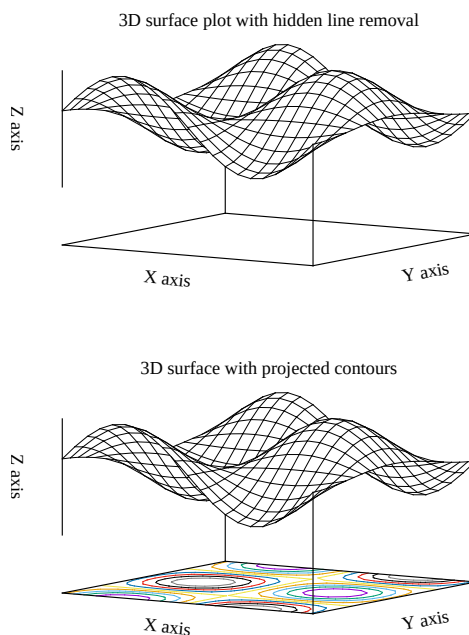 3D surface plot with hidden line removal
Z axis
X axis
Y axis
3D surface with projected contours
Z axis
X axis
Y axis